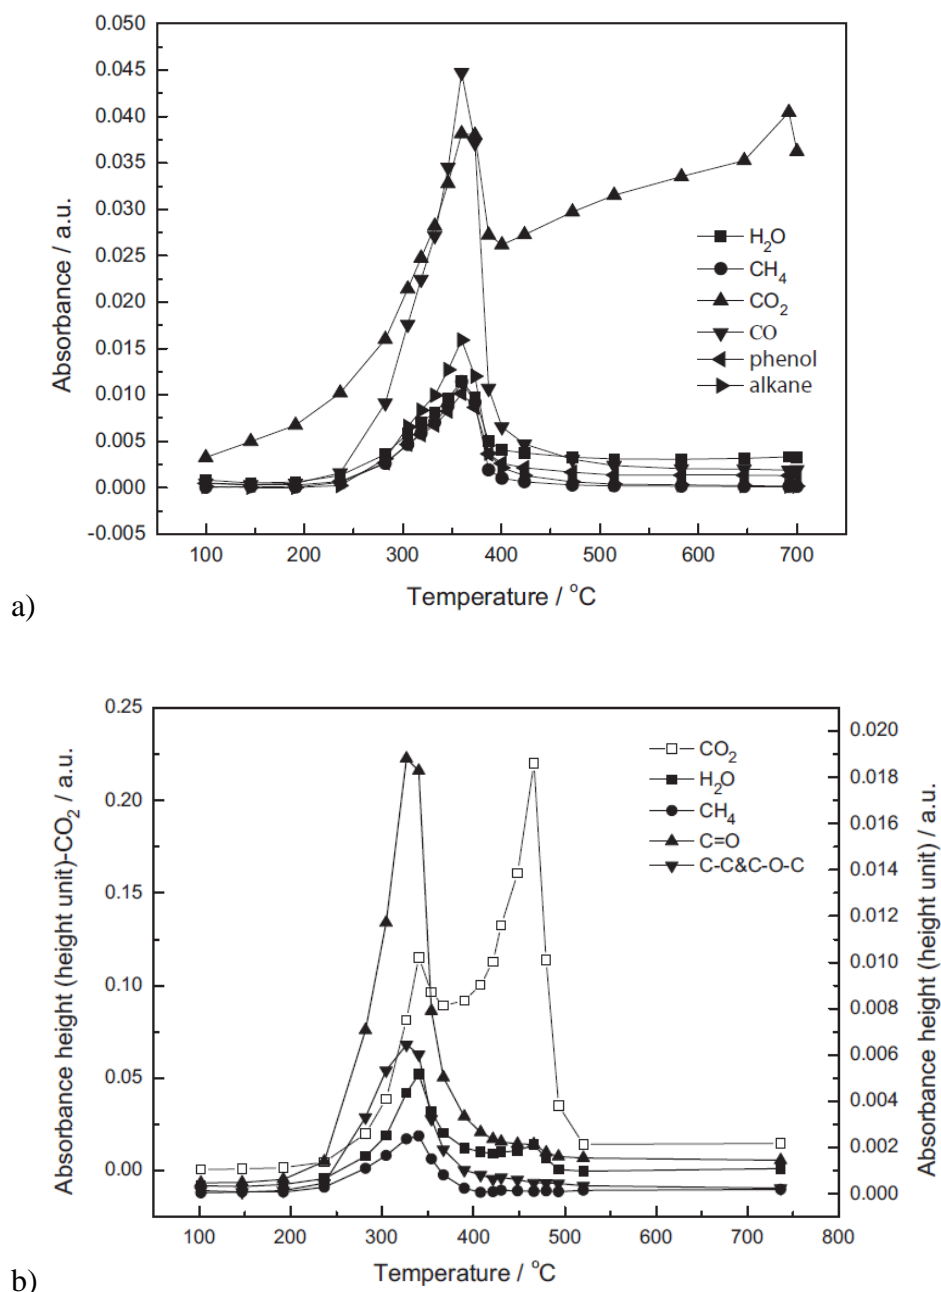 0.050
0.045
0.040
0.035
0.030
0.025
0.020
0.015
0.010
0.005
0.000
-0.005
Absorbance / a.u.
H₂O
CH₄
CO₂
CO
phenol
alkane
100 200 300 400 500 600 700
Temperature / °C
a)
0.25
0.20
0.15
0.10
0.05
0.00
Absorbance height (height unit)-CO₂ / a.u.
CO₂
H₂O
CH₄
C=O
C-C&C-O-C
0.020
0.018
0.016
0.014
0.012
0.010
0.008
0.006
0.004
0.002
0.000
Absorbance height (height unit) / a.u.
100 200 300 400 500 600 700 800
Temperature / °C
b)